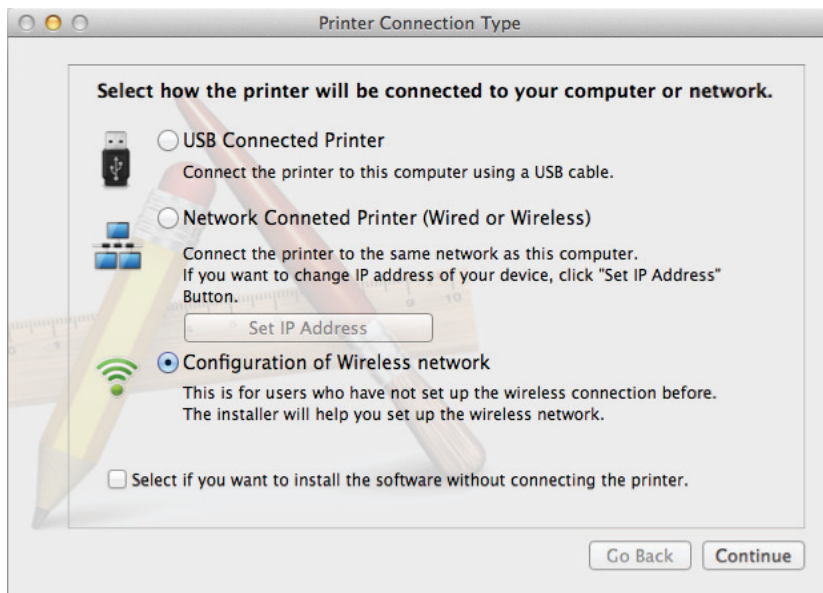 Printer Connection Type
Select how the printer will be connected to your computer or network.
USB Connected Printer
Connect the printer to this computer using a USB cable.
Network Conneted Printer (Wired or Wireless)
Connect the printer to the same network as this computer.
If you want to change IP address of your device, click "Set IP Address"
Button.
Set IP Address
Configuration of Wireless network
This is for users who have not set up the wireless connection before.
The installer will help you set up the wireless network.
Select if you want to install the software without connecting the printer.
Go Back
Continue